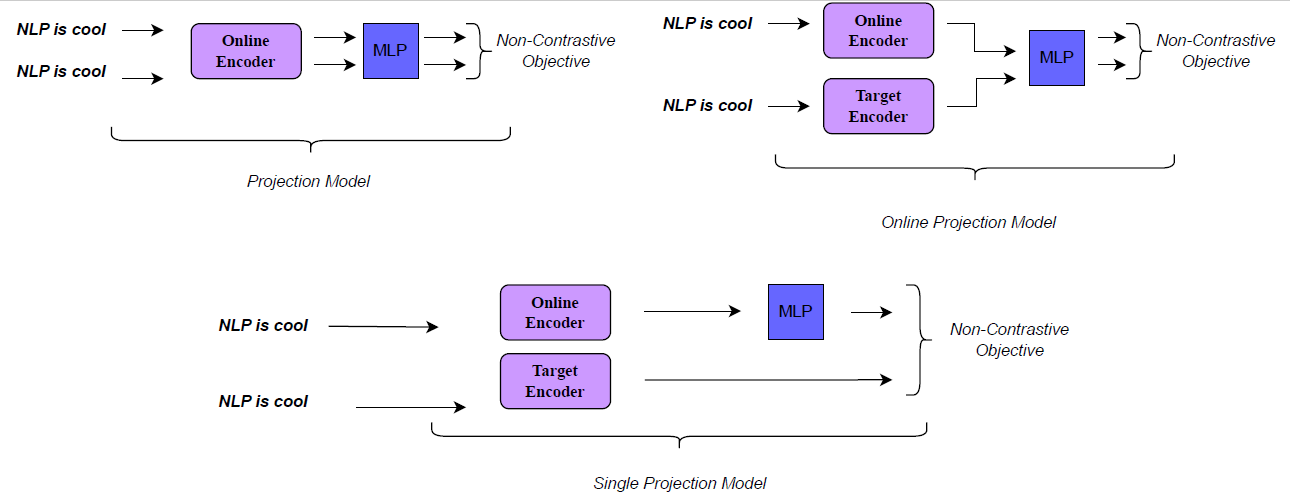 NLP is cool
NLP is cool
Online
Encoder
MLP
Non-Contrastive
Objective
Projection Model
NLP is cool
NLP is cool
Online
Encoder
Target
Encoder
MLP
Non-Contrastive
Objective
Online Projection Model
NLP is cool
NLP is cool
Online
Encoder
Target
Encoder
MLP
Non-Contrastive
Objective
Single Projection Model